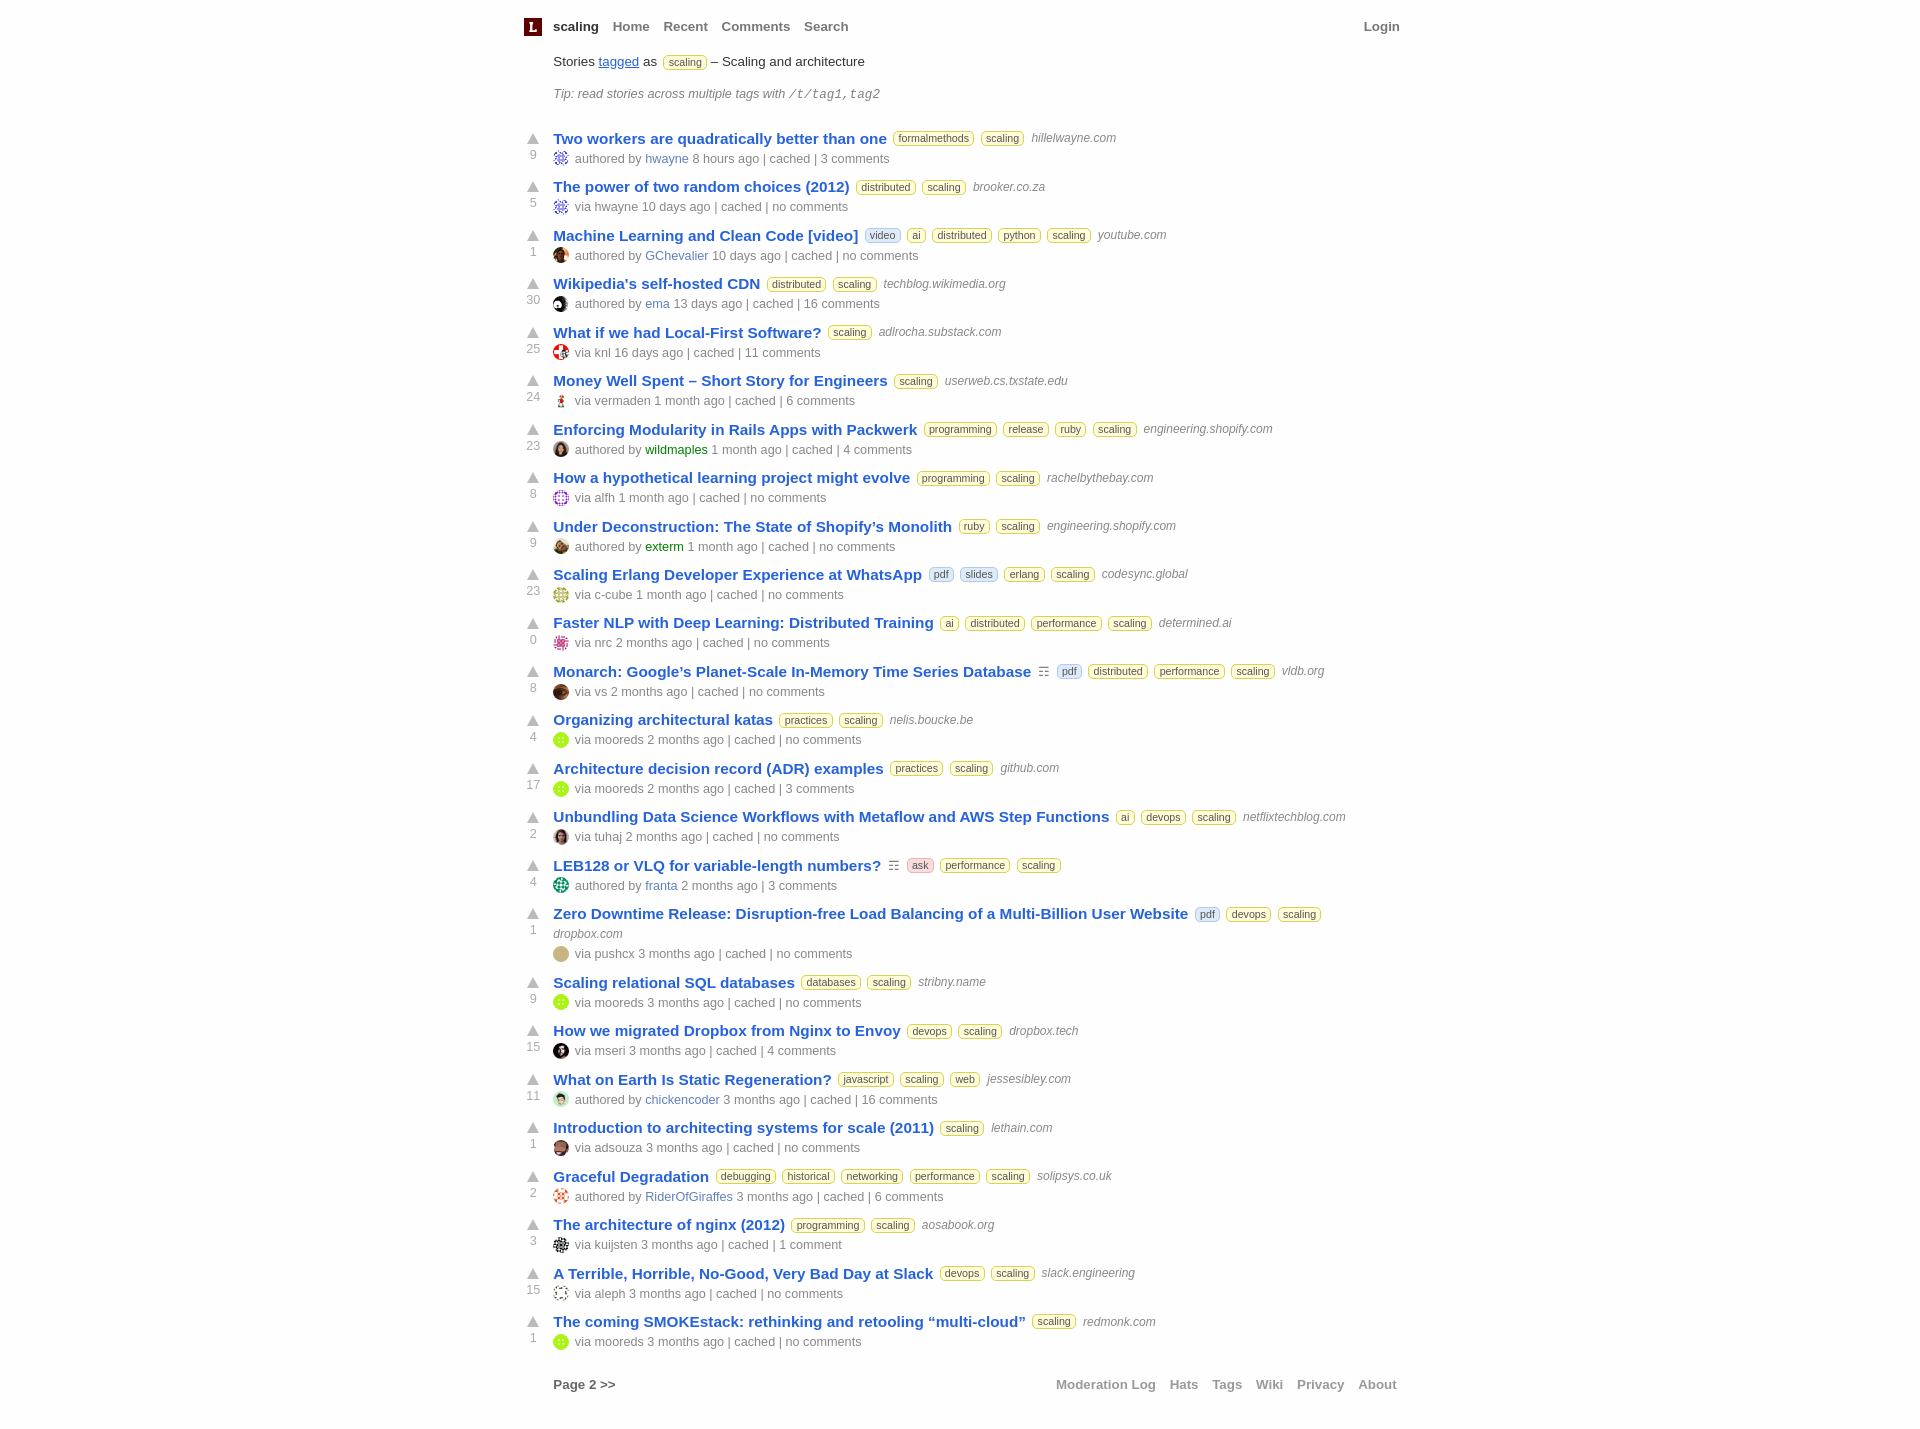 L scaling Home Recent Comments Search Login
Stories tagged as scaling – Scaling and architecture
Tip: read stories across multiple tags with /t/tag1,tag2
Two workers are quadratically better than one formalmethods scaling hillelwayne.com
9 authored by hwayne 8 hours ago | cached | 3 comments
The power of two random choices (2012) distributed scaling brooker.co.za
5 via hwayne 10 days ago | cached | no comments
Machine Learning and Clean Code [video] video ai distributed python scaling youtube.com
1 authored by GChevalier 10 days ago | cached | no comments
Wikipedia's self-hosted CDN distributed scaling techblog.wikimedia.org
30 authored by ema 13 days ago | cached | 16 comments
What if we had Local-First Software? scaling adlrocha.substack.com
25 via knl 16 days ago | cached | 11 comments
Money Well Spent – Short Story for Engineers scaling userweb.cs.txstate.edu
24 via vermaden 1 month ago | cached | 6 comments
Enforcing Modularity in Rails Apps with Packwerk programming release ruby scaling engineering.shopify.com
23 authored by wildmaples 1 month ago | cached | 4 comments
How a hypothetical learning project might evolve programming scaling rachelbythebay.com
8 via alfh 1 month ago | cached | no comments
Under Deconstruction: The State of Shopify’s Monolith ruby scaling engineering.shopify.com
9 authored by exterm 1 month ago | cached | no comments
Scaling Erlang Developer Experience at WhatsApp pdf slides erlang scaling codesync.global
23 via c-cube 1 month ago | cached | no comments
Faster NLP with Deep Learning: Distributed Training ai distributed performance scaling determined.ai
0 via nrc 2 months ago | cached | no comments
Monarch: Google’s Planet-Scale In-Memory Time Series Database ☶ pdf distributed performance scaling vldb.org
8 via vs 2 months ago | cached | no comments
Organizing architectural katas practices scaling nelis.boucke.be
4 via mooreds 2 months ago | cached | no comments
Architecture decision record (ADR) examples practices scaling github.com
17 via mooreds 2 months ago | cached | 3 comments
Unbundling Data Science Workflows with Metaflow and AWS Step Functions ai devops scaling netflixtechblog.com
2 via tuhaj 2 months ago | cached | no comments
LEB128 or VLQ for variable-length numbers? ☶ ask performance scaling
4 authored by franta 2 months ago | 3 comments
Zero Downtime Release: Disruption-free Load Balancing of a Multi-Billion User Website pdf devops scaling
1 dropbox.com
via pushcx 3 months ago | cached | no comments
Scaling relational SQL databases databases scaling stribny.name
9 via mooreds 3 months ago | cached | no comments
How we migrated Dropbox from Nginx to Envoy devops scaling dropbox.tech
15 via mseri 3 months ago | cached | 4 comments
What on Earth Is Static Regeneration? javascript scaling web jessesibley.com
11 authored by chickencoder 3 months ago | cached | 16 comments
Introduction to architecting systems for scale (2011) scaling lethain.com
1 via adsouza 3 months ago | cached | no comments
Graceful Degradation debugging historical networking performance scaling solipsys.co.uk
2 authored by RiderOfGiraffes 3 months ago | cached | 6 comments
The architecture of nginx (2012) programming scaling aosabook.org
3 via kuijsten 3 months ago | cached | 1 comment
A Terrible, Horrible, No-Good, Very Bad Day at Slack devops scaling slack.engineering
15 via aleph 3 months ago | cached | no comments
The coming SMOKEstack: rethinking and retooling “multi-cloud” scaling redmonk.com
1 via mooreds 3 months ago | cached | no comments
Page 2 >> Moderation Log Hats Tags Wiki Privacy About